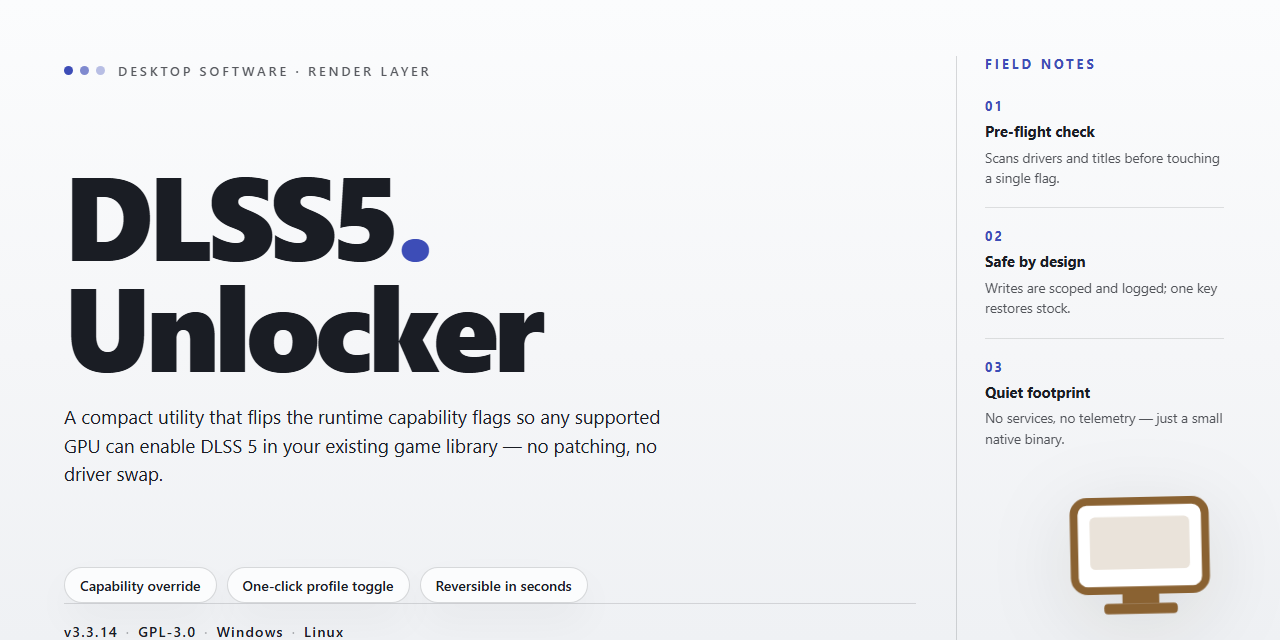 DESKTOP SOFTWARE · RENDER LAYER
DLSS5.
Unlocker
A compact utility that flips the runtime capability flags so any supported
GPU can enable DLSS 5 in your existing game library — no patching, no
driver swap.
Capability override
One-click profile toggle
Reversible in seconds
v3.3.14 · GPL-3.0 · Windows · Linux
FIELD NOTES
01
Pre-flight check
Scans drivers and titles before touching
a single flag.
02
Safe by design
Writes are scoped and logged; one key
restores stock.
03
Quiet footprint
No services, no telemetry — just a small
native binary.